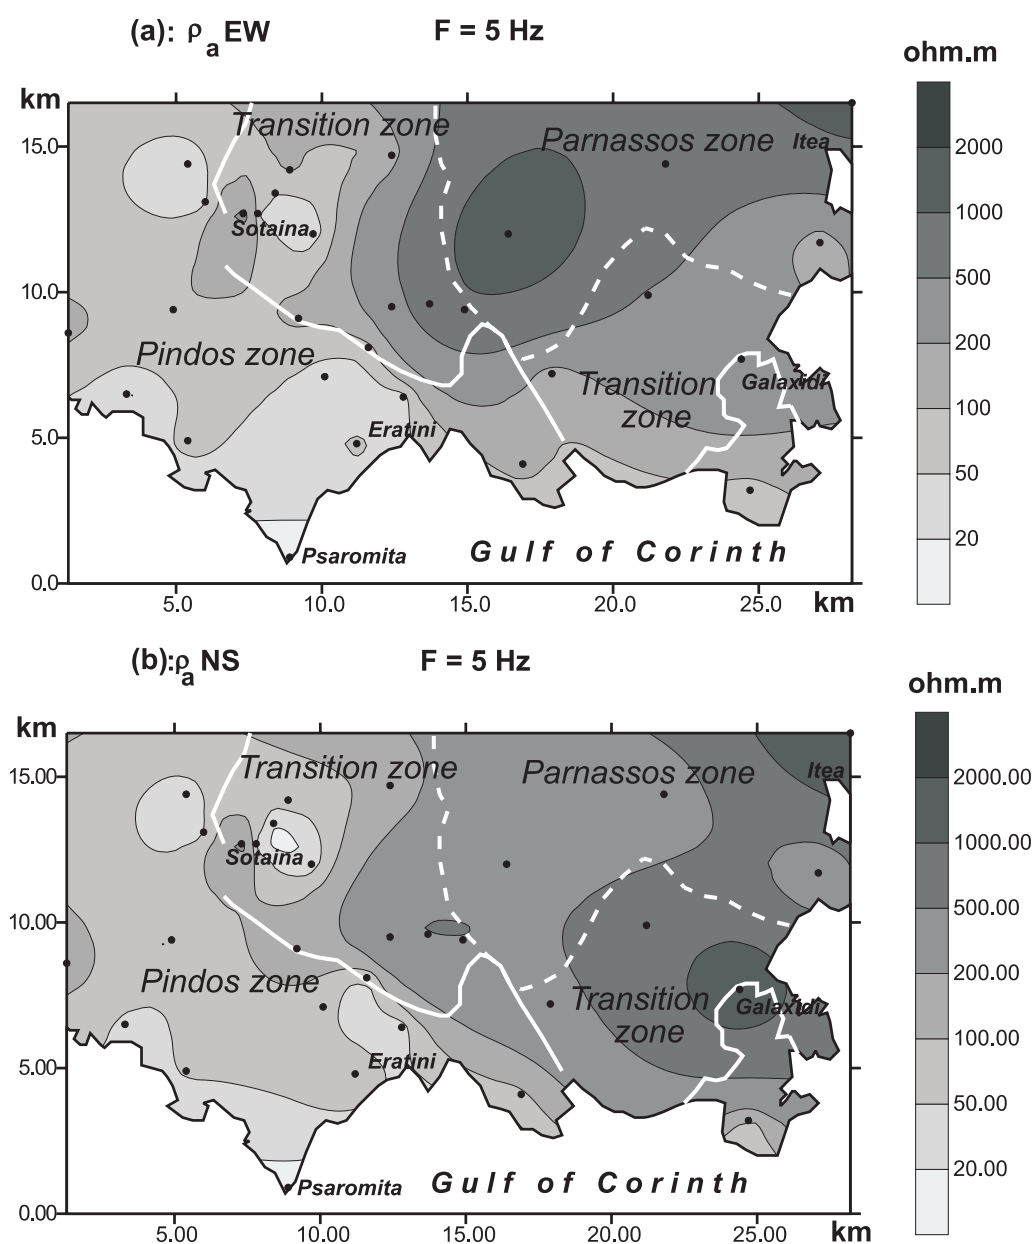 (a): ρa EW F = 5 Hz
ohm.m
km
Transition zone
Parnassos zone
Itea
15.0
2000
1000
Sotaina
500
10.0
200
Pindos zone
Transition
zone
Galaxidi
100
Eratini
5.0
50
20
Psaromita
Gulf of Corinth
0.0
5.0 10.0 15.0 20.0 25.0 km
(b):ρa NS F = 5 Hz
ohm.m
km
Transition zone
Parnassos zone
Itea
15.00
2000.00
1000.00
Sotaina
500.00
10.00
200.00
Pindos zone
Transition
zone
Galaxidi
100.00
Eratini
5.00
50.00
20.00
Psaromita
Gulf of Corinth
0.00
5.00 10.00 15.00 20.00 25.00 km